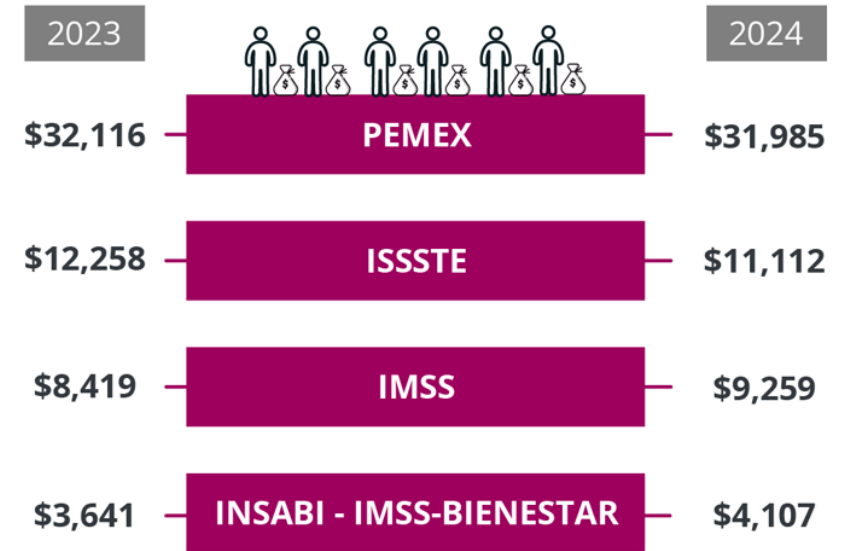 2023
2024
$ $ $ $ $ $
$32,116 PEMEX $31,985
$12,258 ISSSTE $11,112
$8,419 IMSS $9,259
$3,641 INSABI - IMSS-BIENESTAR $4,107